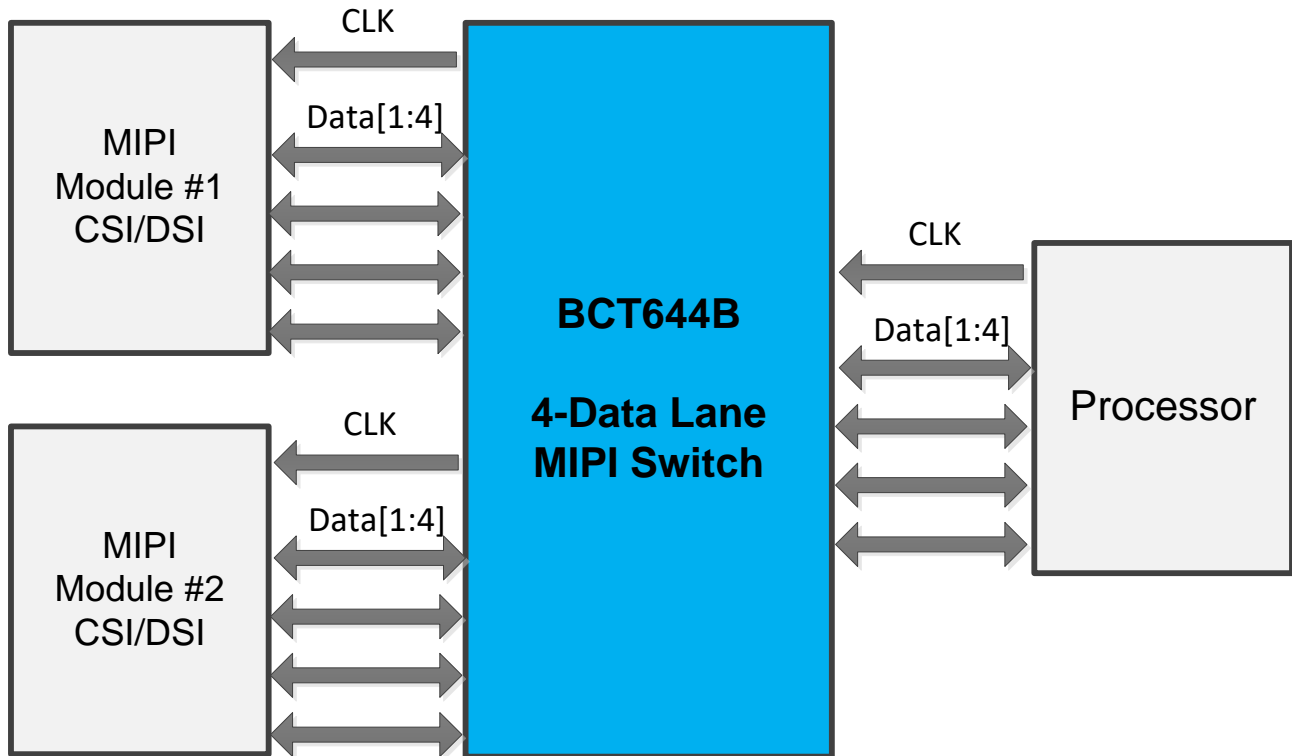 CLK
Data[1:4]
MIPI
Module #1
CSI/DSI
CLK
Data[1:4]
MIPI
Module #2
CSI/DSI
BCT644B
4-Data Lane
MIPI Switch
CLK
Data[1:4]
Processor